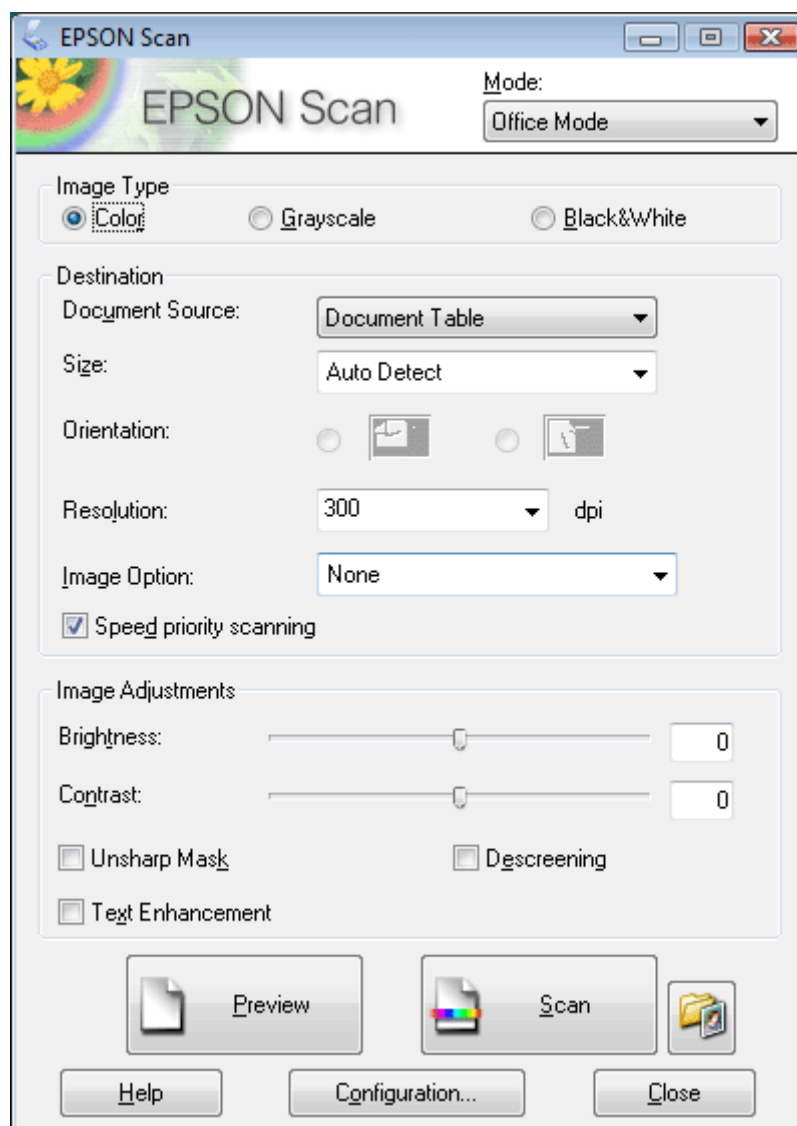 EPSON Scan
EPSON Scan
Mode:
Office Mode
Image Type
Color
Grayscale
Black&White
Destination
Document Source:
Document Table
Size:
Auto Detect
Orientation:
Resolution:
300
dpi
Image Option:
None
Speed priority scanning
Image Adjustments
Brightness:
0
Contrast:
0
Unsharp Mask
Descreening
Text Enhancement
Preview
Scan
Help
Configuration...
Close